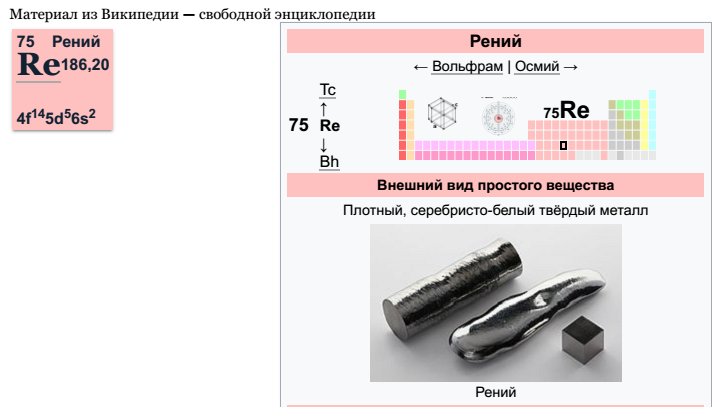 Материал из Википедии — свободной энциклопедии
75 Рений
Re 186,20
4f¹⁴5d⁵6s²
Рений
← Вольфрам | Осмий →
Tc
↑
75 Re
↓
Bh
₇₅Re
Внешний вид простого вещества
Плотный, серебристо-белый твёрдый металл
Рений